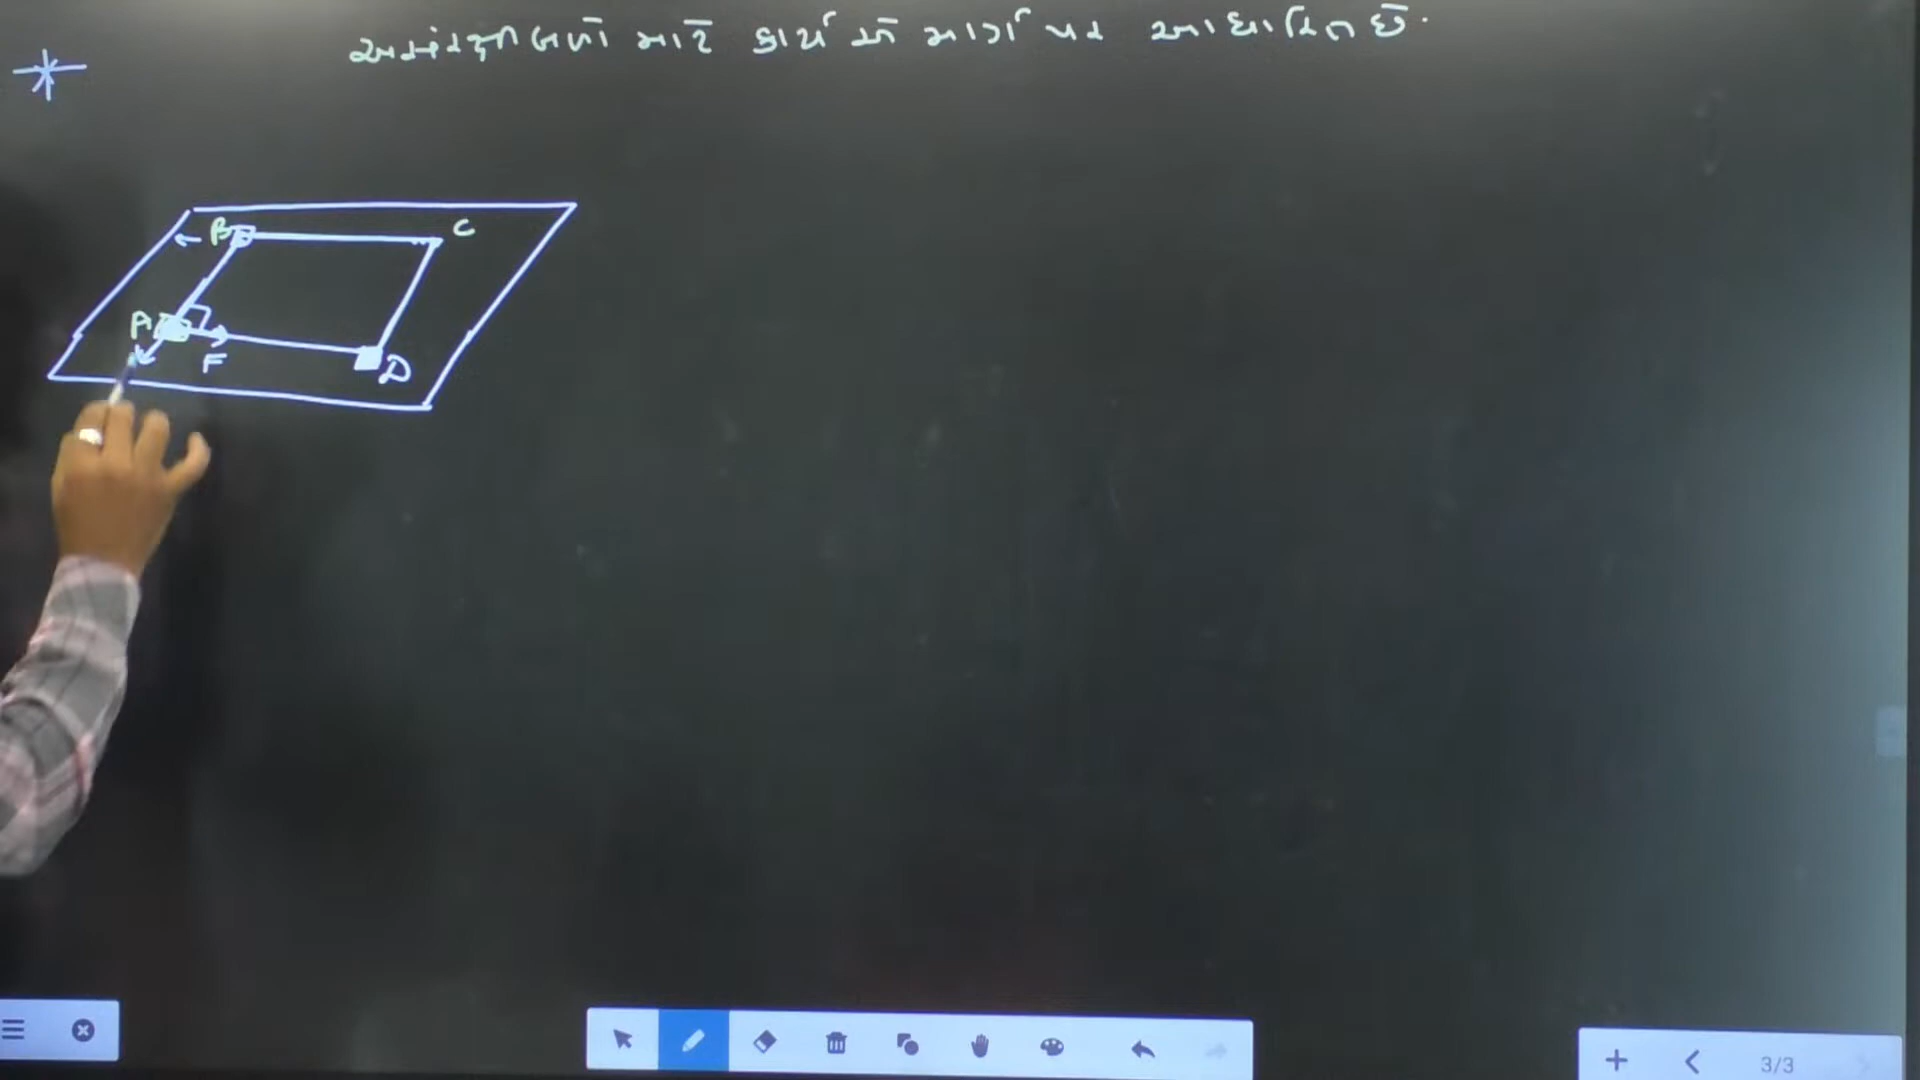 અસંરક્ષી બળો માટે કાર્ય એ માર્ગ પર આધારિત છે.
B C
A F D
3/3